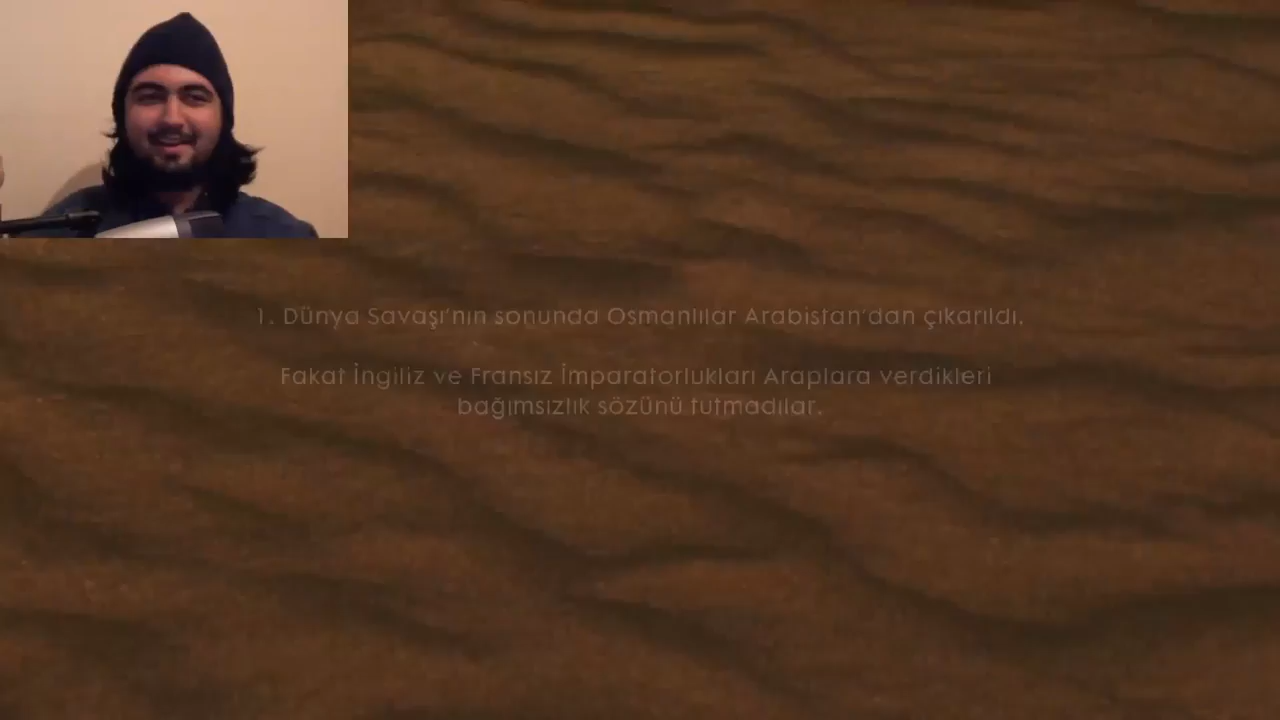 1. Dünya Savaşı'nın sonunda Osmanlılar Arabistan'dan çıkarıldı.
Fakat İngiliz ve Fransız İmparatorlukları Araplara verdikleri
bağımsızlık sözünü tutmadılar.